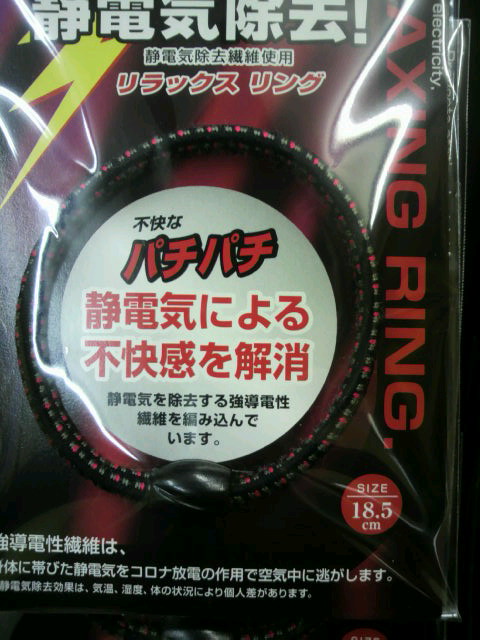 静電気除去!
静電気除去繊維使用
リラックス リング
electricity.
AXING RING.
不快な
パチパチ
静電気による
不快感を解消
静電気を除去する強導電性
繊維を編み込んで
います。
SIZE
18.5
cm
強導電性繊維は、
身体に帯びた静電気をコロナ放電の作用で空気中に逃がします。
静電気除去効果は、気温、湿度、体の状況により個人差があります。
SIZE